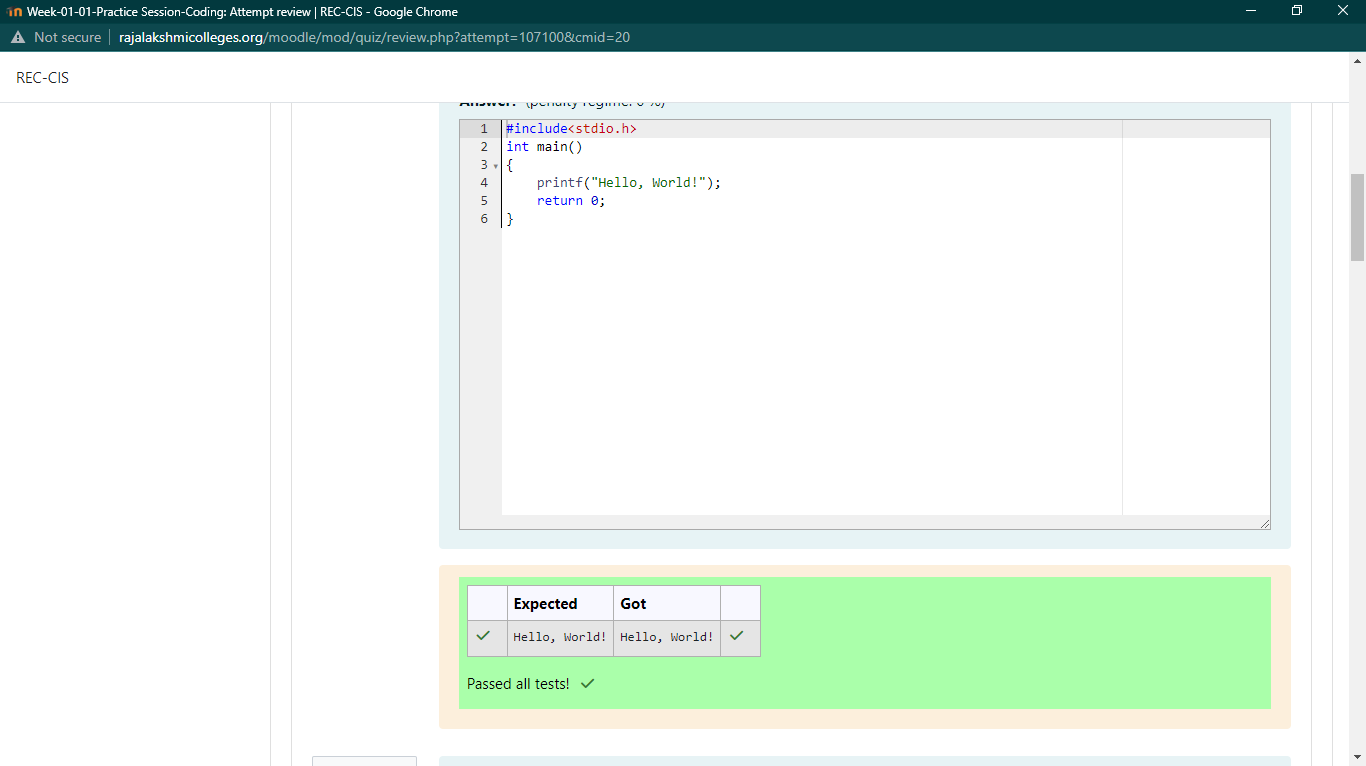 Week-01-01-Practice Session-Coding: Attempt review | REC-CIS - Google Chrome
Not secure | rajalakshmicolleges.org/moodle/mod/quiz/review.php?attempt=107100&cmid=20
REC-CIS
Answer: (penalty regime: 0 %)
1 #include<stdio.h>
2 int main()
3 {
4 printf("Hello, World!");
5 return 0;
6 }
Expected Got
Hello, World! Hello, World!
Passed all tests!